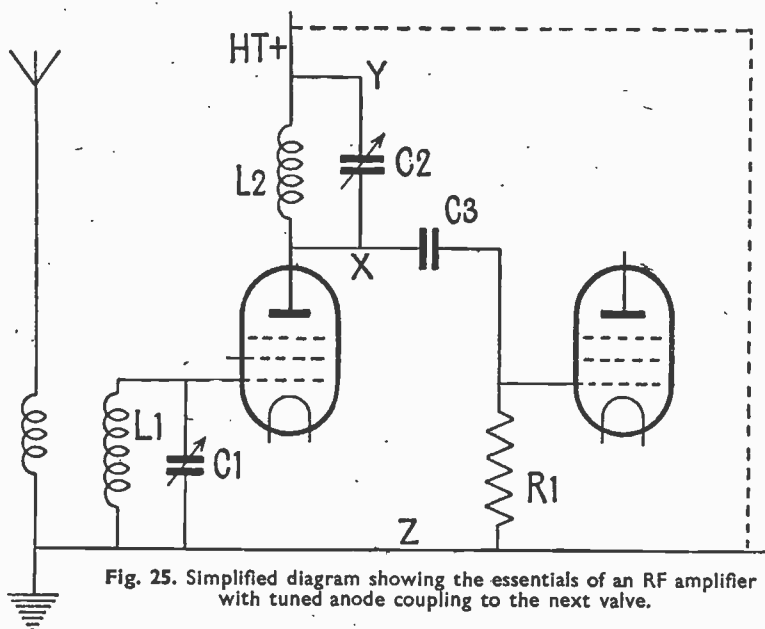 HT+
Y
L2
C2
C3
X
L1
C1
R1
Z
Fig. 25. Simplified diagram showing the essentials of an RF amplifier
with tuned anode coupling to the next valve.